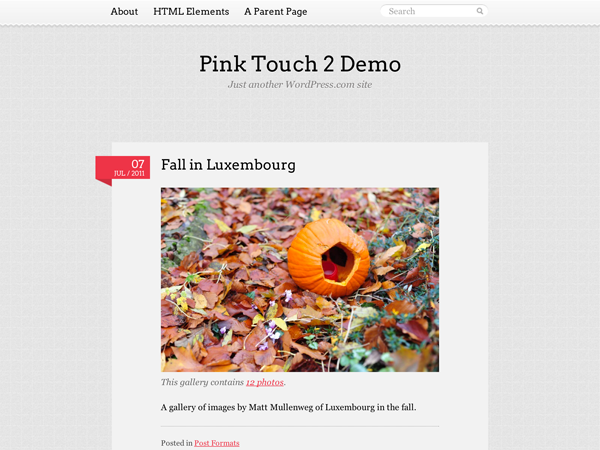 About HTML Elements A Parent Page Search
Pink Touch 2 Demo
Just another WordPress.com site
07
JUL / 2011
Fall in Luxembourg
This gallery contains 12 photos.
A gallery of images by Matt Mullenweg of Luxembourg in the fall.
Posted in Post Formats